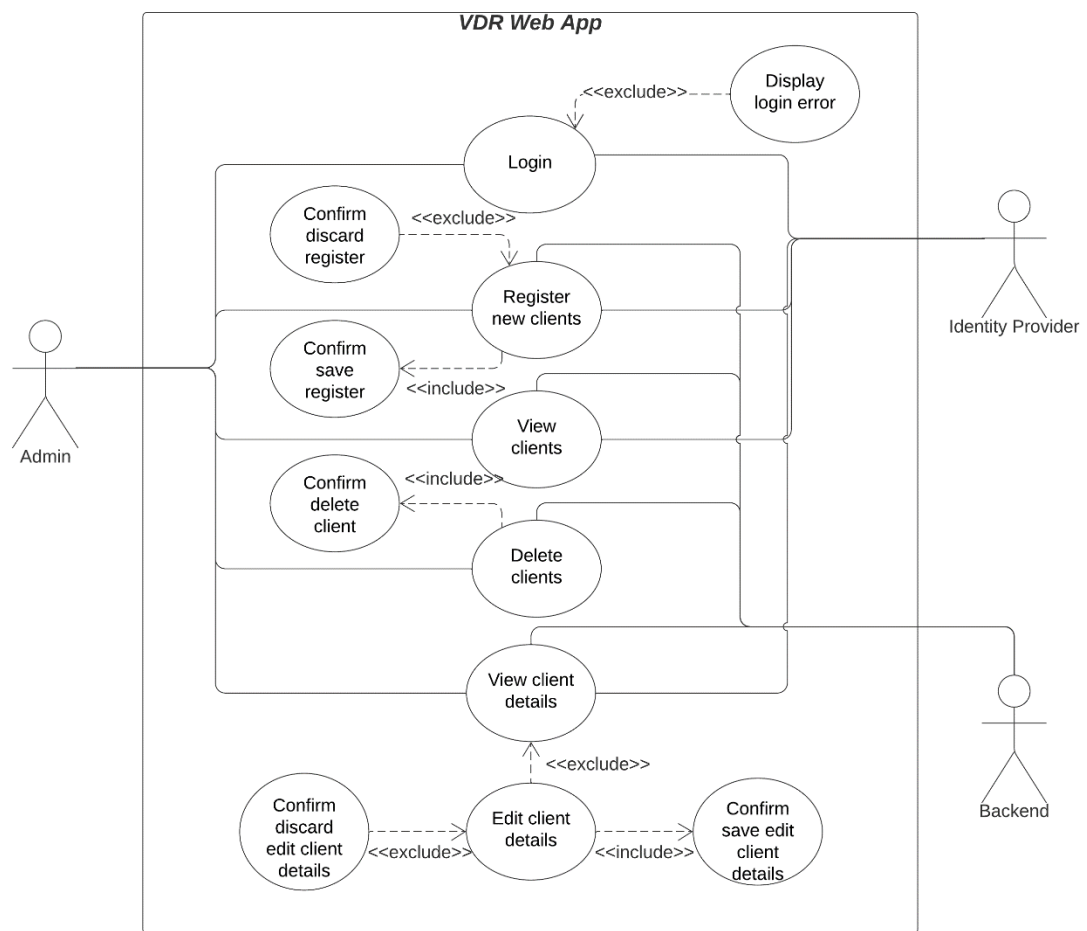 VDR Web App
Display
login error
<<exclude>>
Login
Confirm
discard
register
<<exclude>>
Register
new clients
Identity Provider
Confirm
save
register
<<include>>
View
clients
Admin
Confirm
delete
client
<<include>>
Delete
clients
View client
details
<<exclude>>
Backend
Confirm
discard
edit client
details
<<exclude>>
Edit client
details
<<include>>
Confirm
save edit
client
details